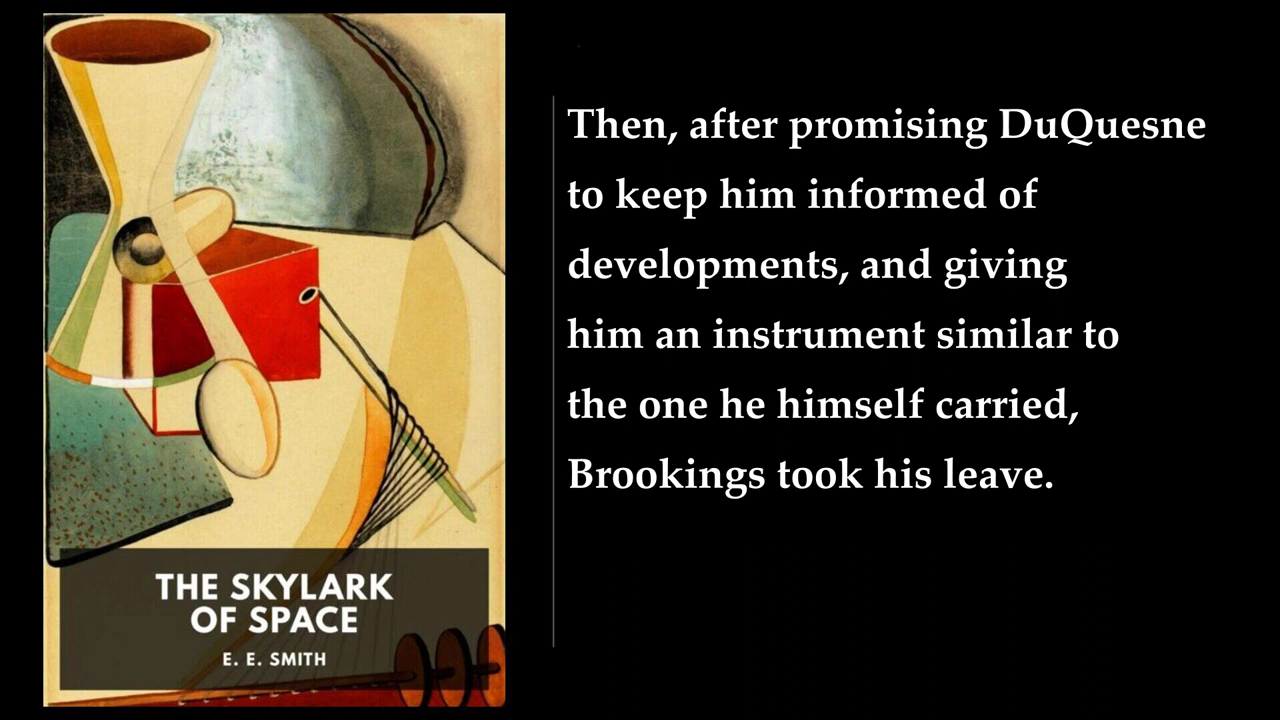 THE SKYLARK
OF SPACE
E. E. SMITH
Then, after promising DuQuesne
to keep him informed of
developments, and giving
him an instrument similar to
the one he himself carried,
Brookings took his leave.